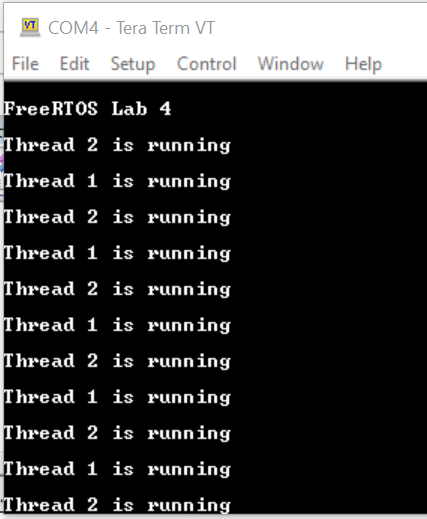 VT
COM4 - Tera Term VT
File Edit Setup Control Window Help
FreeRTOS Lab 4
Thread 2 is running
Thread 1 is running
Thread 2 is running
Thread 1 is running
Thread 2 is running
Thread 1 is running
Thread 2 is running
Thread 1 is running
Thread 2 is running
Thread 1 is running
Thread 2 is running